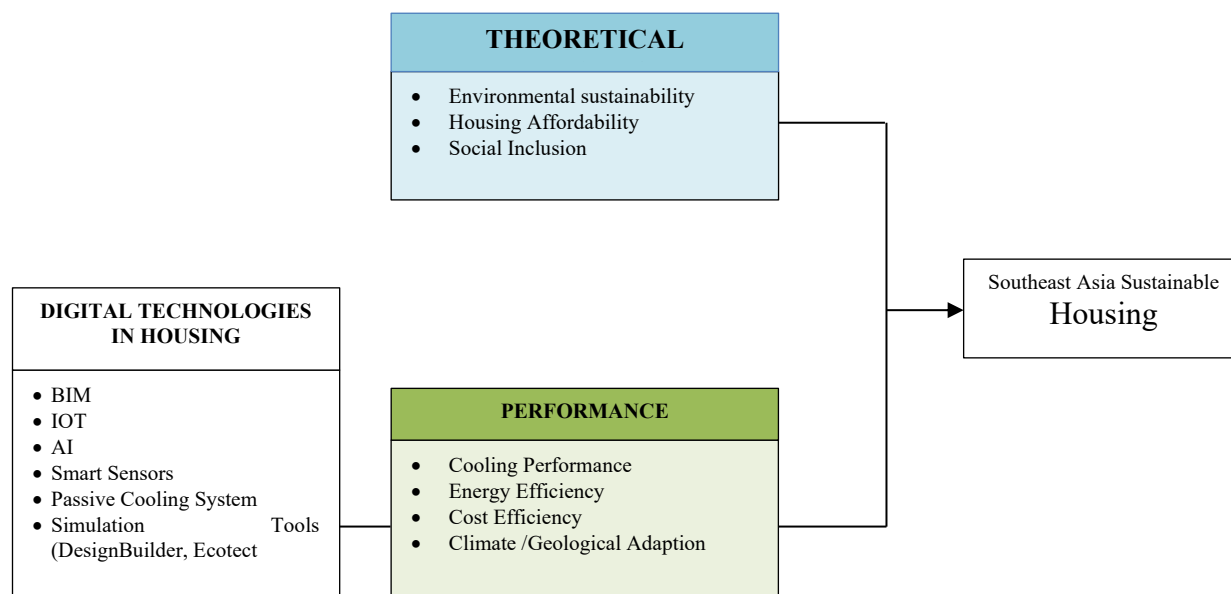 THEORETICAL
• Environmental sustainability
• Housing Affordability
• Social Inclusion
Southeast Asia Sustainable
Housing
DIGITAL TECHNOLOGIES
IN HOUSING
• BIM
• IOT
• AI
• Smart Sensors
• Passive Cooling System
• Simulation Tools
(DesignBuilder, Ecotect
PERFORMANCE
• Cooling Performance
• Energy Efficiency
• Cost Efficiency
• Climate /Geological Adaption